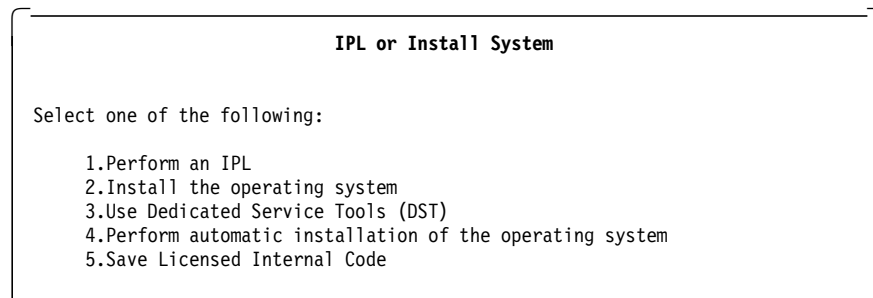 IPL or Install System
Select one of the following:
1.Perform an IPL
2.Install the operating system
3.Use Dedicated Service Tools (DST)
4.Perform automatic installation of the operating system
5.Save Licensed Internal Code